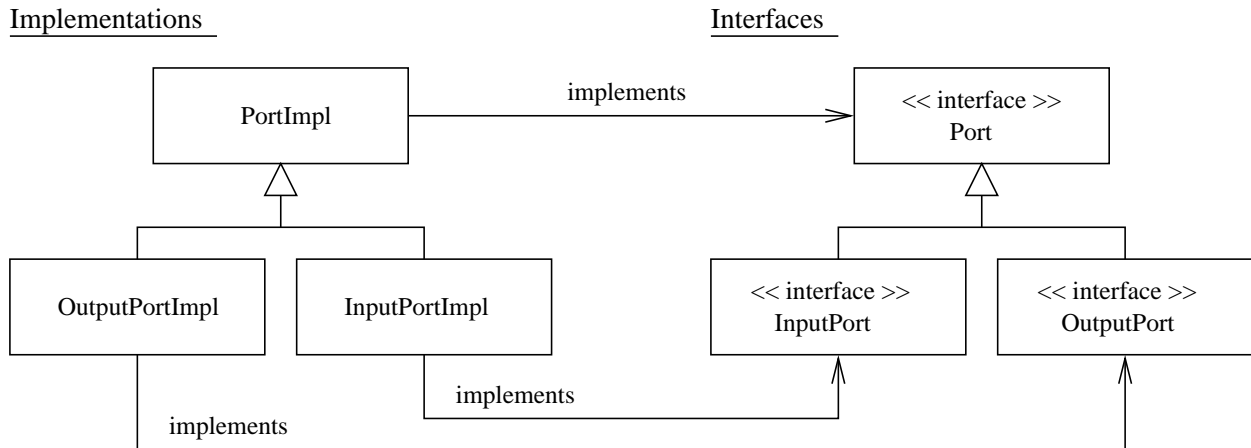 Implementations
Interfaces
PortImpl
implements
<< interface >>
Port
OutputPortImpl
InputPortImpl
<< interface >>
InputPort
<< interface >>
OutputPort
implements
implements